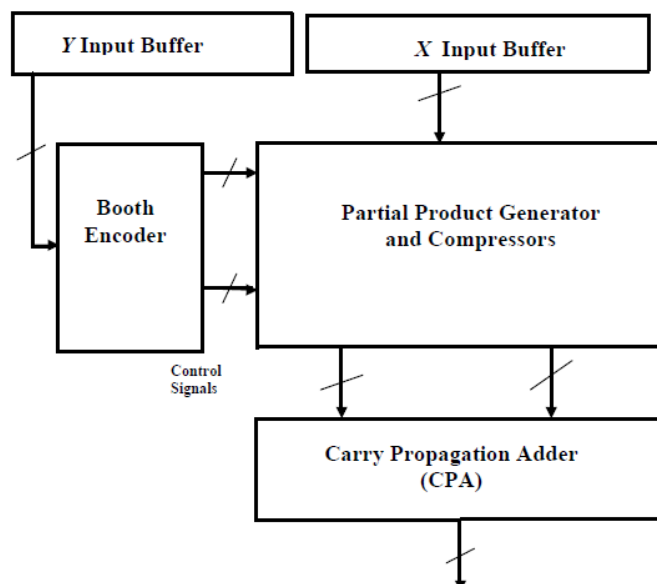 Y Input Buffer
X Input Buffer
Booth
Encoder
Partial Product Generator
and Compressors
Control
Signals
Carry Propagation Adder
(CPA)